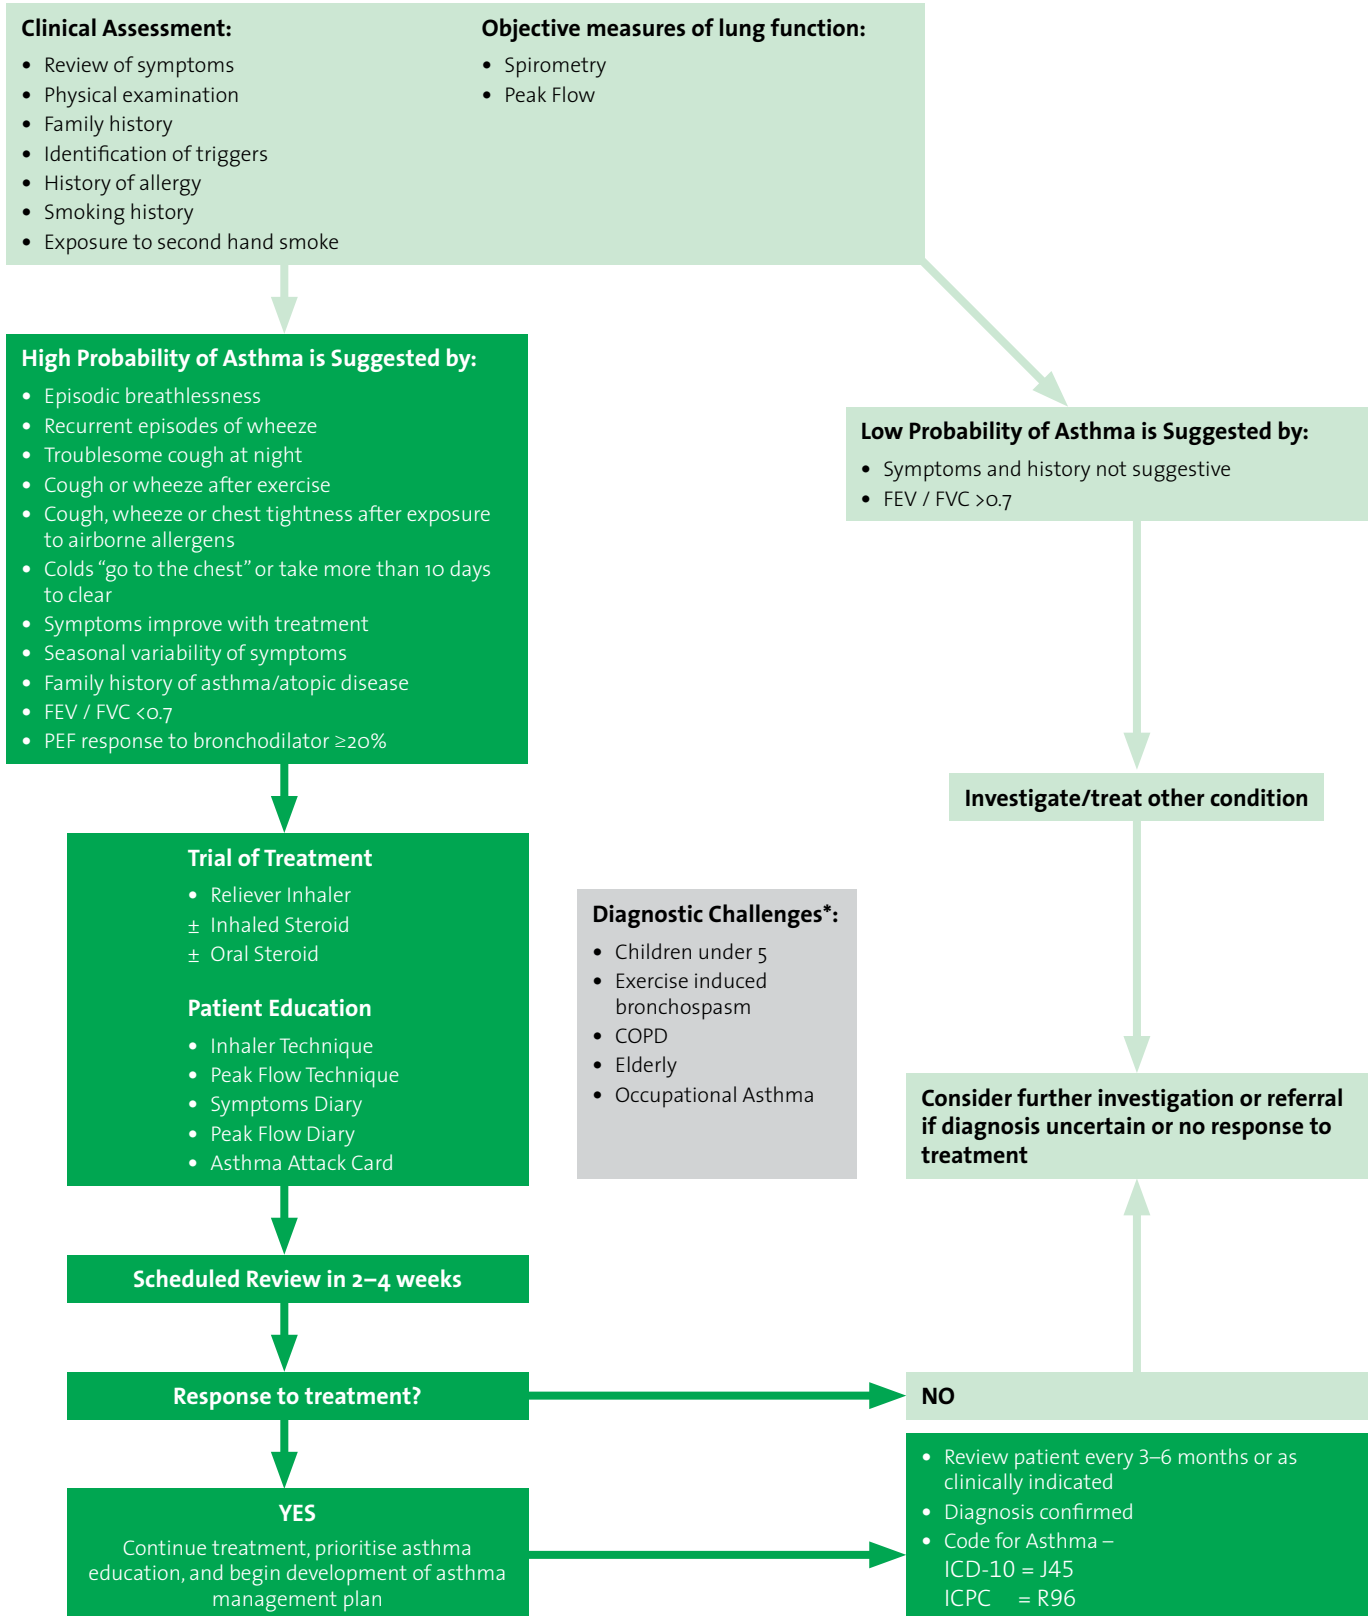 Clinical Assessment:
• Review of symptoms
• Physical examination
• Family history
• Identification of triggers
• History of allergy
• Smoking history
• Exposure to second hand smoke
Objective measures of lung function:
• Spirometry
• Peak Flow
High Probability of Asthma is Suggested by:
• Episodic breathlessness
• Recurrent episodes of wheeze
• Troublesome cough at night
• Cough or wheeze after exercise
• Cough, wheeze or chest tightness after exposure
to airborne allergens
• Colds “go to the chest” or take more than 10 days
to clear
• Symptoms improve with treatment
• Seasonal variability of symptoms
• Family history of asthma/atopic disease
• FEV / FVC <0.7
• PEF response to bronchodilator ≥20%
Low Probability of Asthma is Suggested by:
• Symptoms and history not suggestive
• FEV / FVC >0.7
Investigate/treat other condition
Trial of Treatment
• Reliever Inhaler
± Inhaled Steroid
± Oral Steroid
Patient Education
• Inhaler Technique
• Peak Flow Technique
• Symptoms Diary
• Peak Flow Diary
• Asthma Attack Card
Diagnostic Challenges*:
• Children under 5
• Exercise induced
bronchospasm
• COPD
• Elderly
• Occupational Asthma
Consider further investigation or referral
if diagnosis uncertain or no response to
treatment
Scheduled Review in 2–4 weeks
Response to treatment?
NO
YES
Continue treatment, prioritise asthma
education, and begin development of asthma
management plan
• Review patient every 3–6 months or as
clinically indicated
• Diagnosis confirmed
• Code for Asthma –
ICD-10 = J45
ICPC = R96